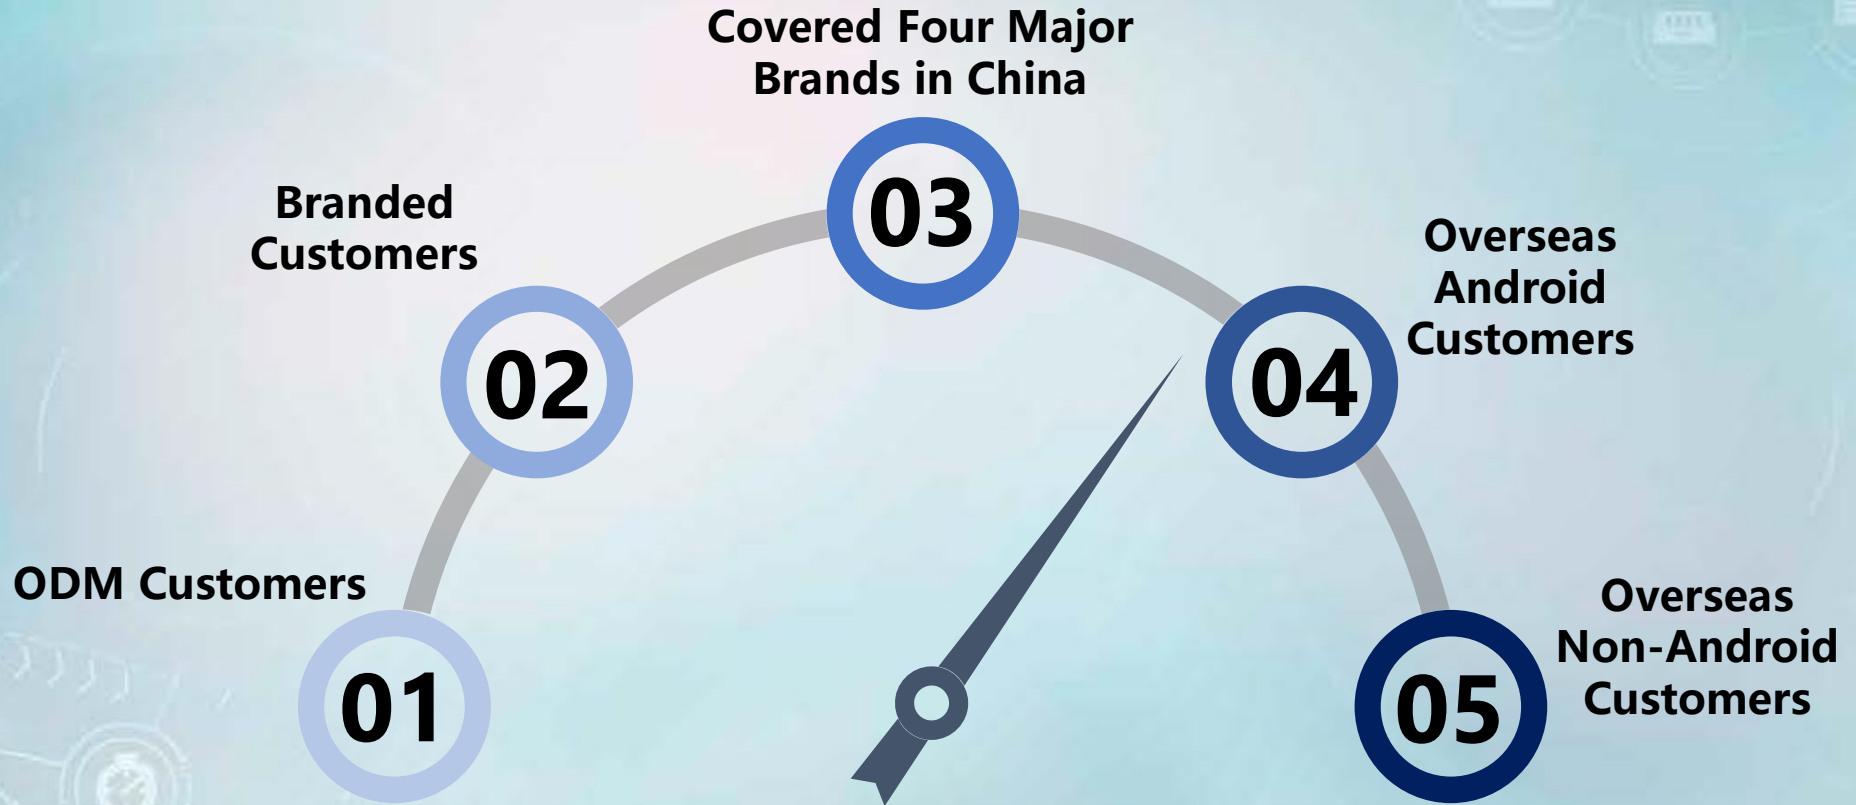 ODM Customers
01
Branded
Customers
02
Covered Four Major
Brands in China
03
Overseas
Android
Customers
04
Overseas
Non-Android
Customers
05